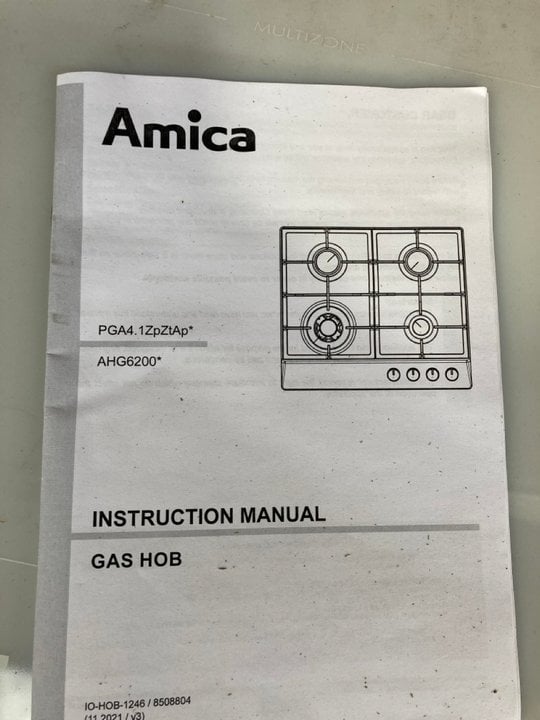 MULTIZONE
Amica
PGA4.1ZpZtAp*
AHG6200*
INSTRUCTION MANUAL
GAS HOB
IO-HOB-1246 / 8508804
(11.2021 / v3)